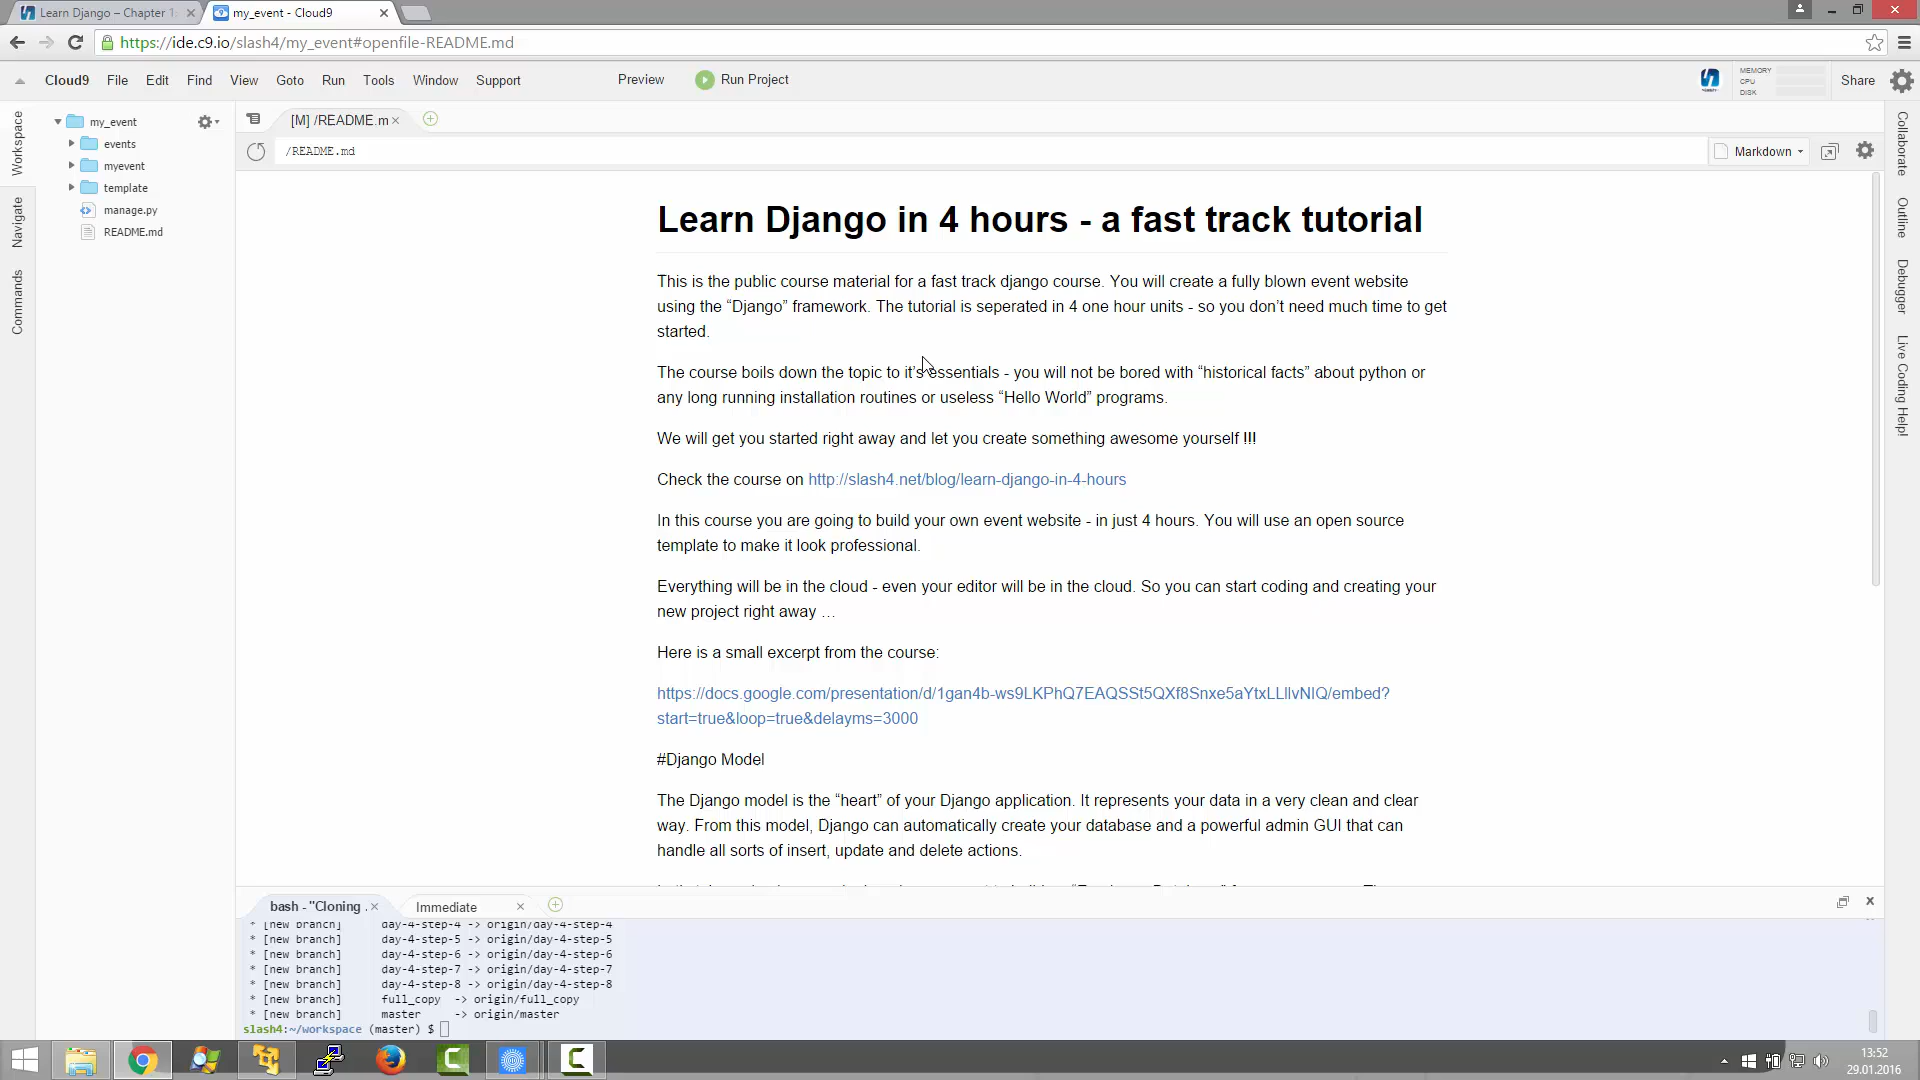 Learn Django – Chapter 1
my_event - Cloud9
https://ide.c9.io/slash4/my_event#openfile-README.md
Cloud9 File Edit Find View Goto Run Tools Window Support Preview Run Project MEMORY CPU DISK Share
Workspace
Navigate
Commands
my_event
events
myevent
template
manage.py
README.md
[M] /README.m
/README.md
Markdown
Collaborate
Outline
Debugger
Live Coding Help!
Learn Django in 4 hours - a fast track tutorial
This is the public course material for a fast track django course. You will create a fully blown event website
using the “Django” framework. The tutorial is seperated in 4 one hour units - so you don’t need much time to get
started.
The course boils down the topic to it’s essentials - you will not be bored with “historical facts” about python or
any long running installation routines or useless “Hello World” programs.
We will get you started right away and let you create something awesome yourself !!!
Check the course on http://slash4.net/blog/learn-django-in-4-hours
In this course you are going to build your own event website - in just 4 hours. You will use an open source
template to make it look professional.
Everything will be in the cloud - even your editor will be in the cloud. So you can start coding and creating your
new project right away …
Here is a small excerpt from the course:
https://docs.google.com/presentation/d/1gan4b-ws9LKPhQ7EAQSSt5QXf8Snxe5aYtxLLllvNIQ/embed?
start=true&loop=true&delayms=3000
#Django Model
The Django model is the “heart” of your Django application. It represents your data in a very clean and clear
way. From this model, Django can automatically create your database and a powerful admin GUI that can
handle all sorts of insert, update and delete actions.
bash - "Cloning
Immediate
* [new branch] day-4-step-4 -> origin/day-4-step-4
* [new branch] day-4-step-5 -> origin/day-4-step-5
* [new branch] day-4-step-6 -> origin/day-4-step-6
* [new branch] day-4-step-7 -> origin/day-4-step-7
* [new branch] day-4-step-8 -> origin/day-4-step-8
* [new branch] full_copy -> origin/full_copy
* [new branch] master -> origin/master
slash4:~/workspace (master) $
13:52
29.01.2016